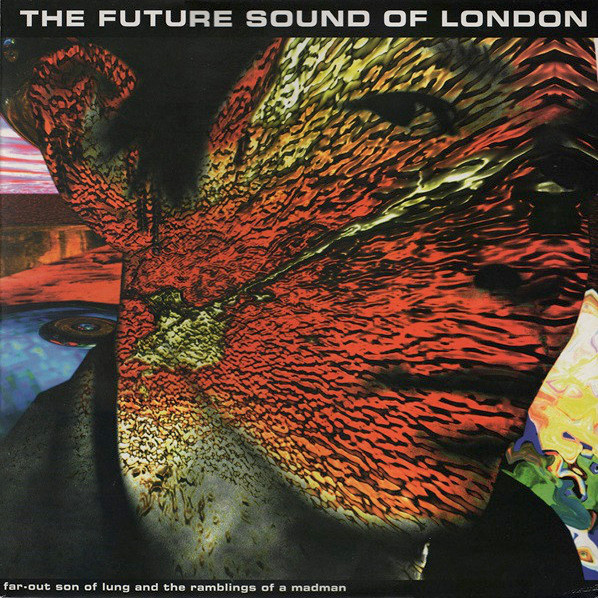 THE FUTURE SOUND OF LONDON
far-out son of lung and the ramblings of a madman